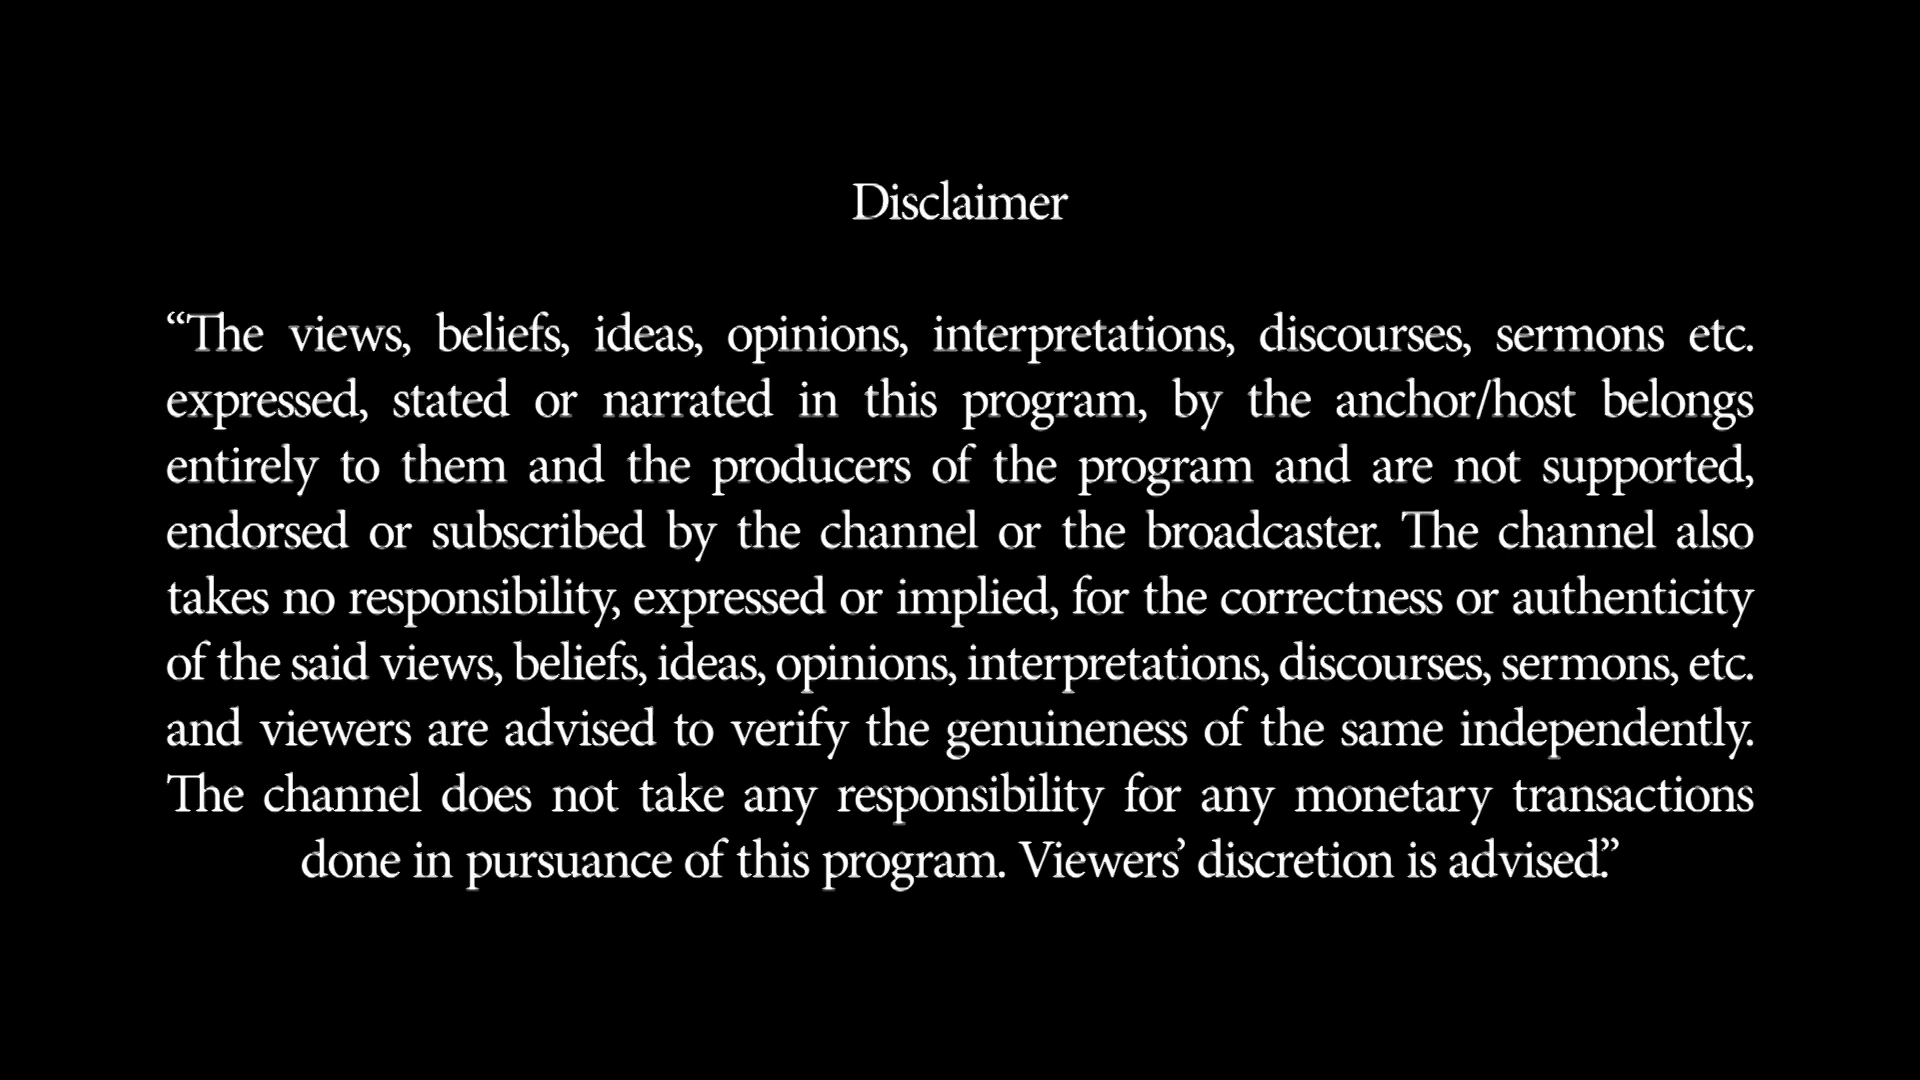 Disclaimer
“The views, beliefs, ideas, opinions, interpretations, discourses, sermons etc.
expressed, stated or narrated in this program, by the anchor/host belongs
entirely to them and the producers of the program and are not supported,
endorsed or subscribed by the channel or the broadcaster. The channel also
takes no responsibility, expressed or implied, for the correctness or authenticity
of the said views, beliefs, ideas, opinions, interpretations, discourses, sermons, etc.
and viewers are advised to verify the genuineness of the same independently.
The channel does not take any responsibility for any monetary transactions
done in pursuance of this program. Viewers’ discretion is advised.”